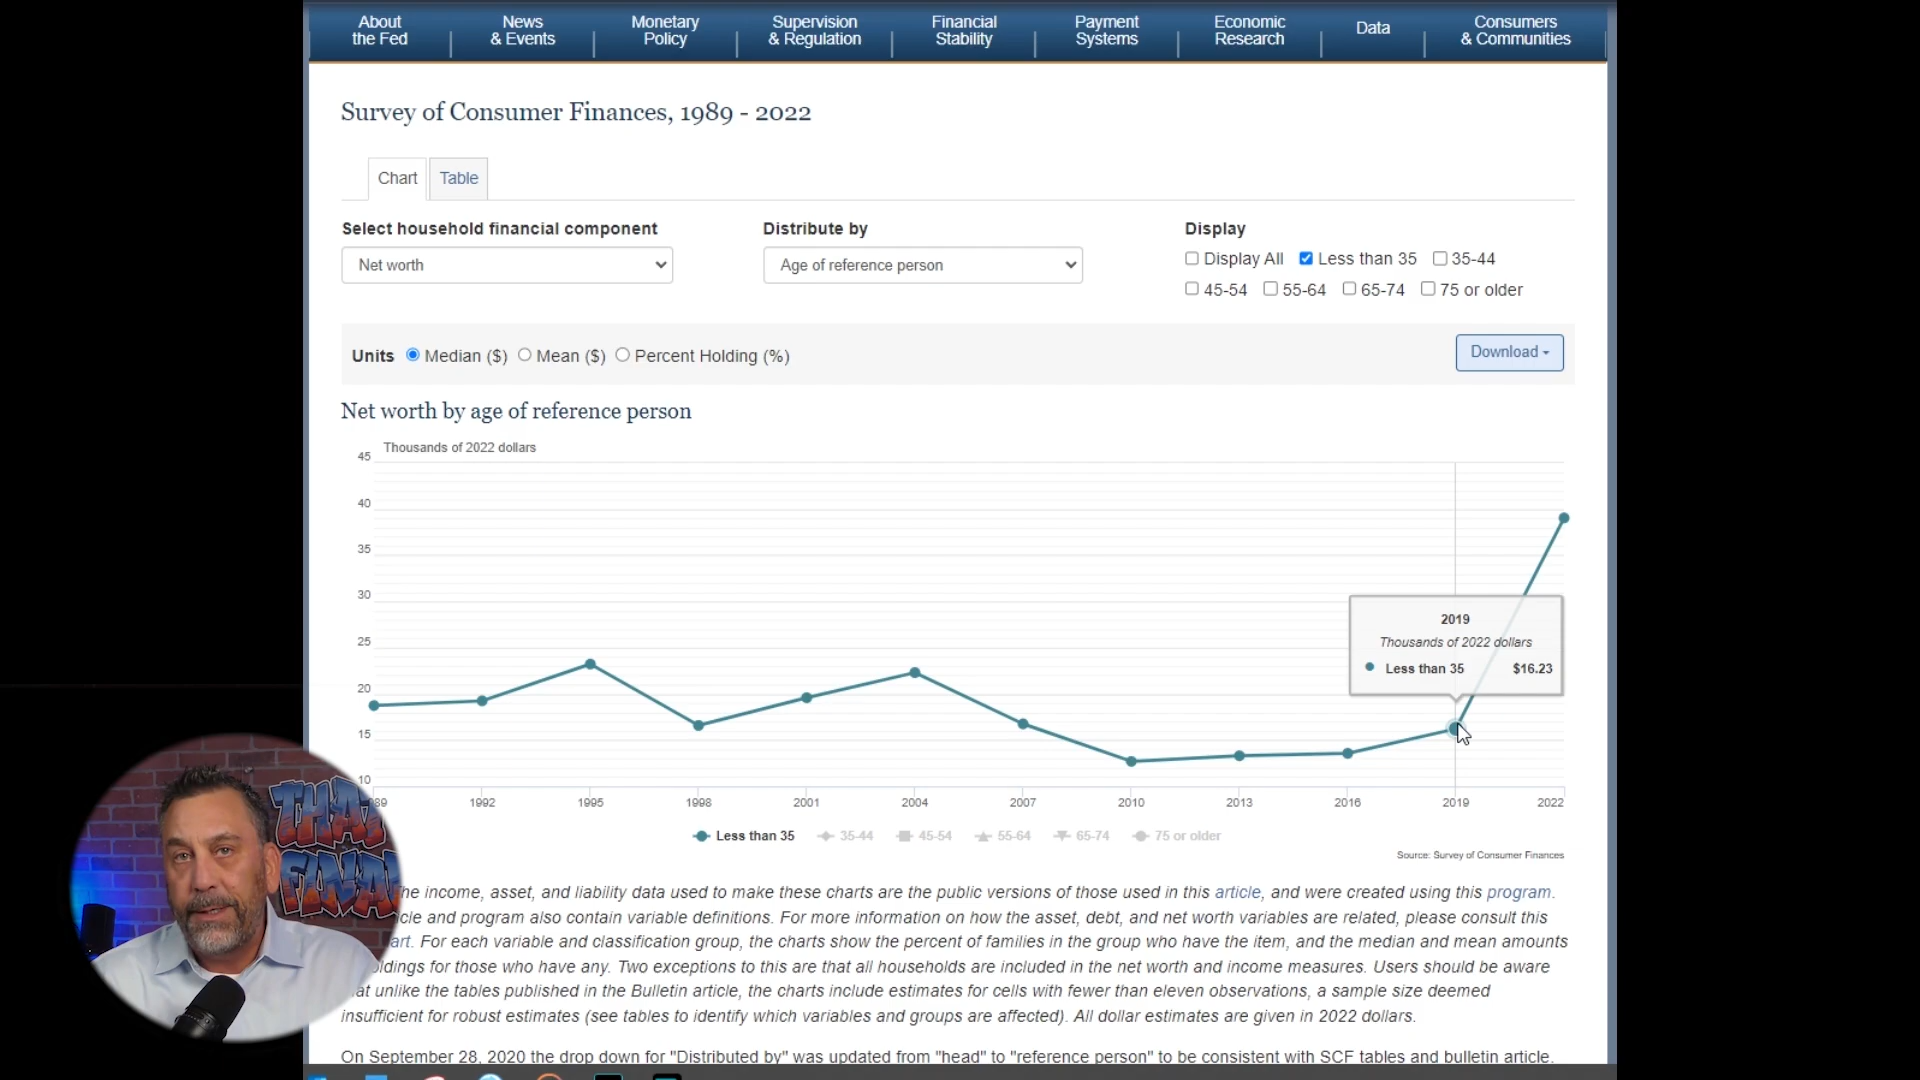 About the Fed
News & Events
Monetary Policy
Supervision & Regulation
Financial Stability
Payment Systems
Economic Research
Data
Consumers & Communities
Survey of Consumer Finances, 1989 - 2022
Chart
Table
Select household financial component
Distribute by
Display
Net worth
Age of reference person
Display All
Less than 35
35-44
45-54
55-64
65-74
75 or older
Units
Median ($)
Mean ($)
Percent Holding (%)
Download
Net worth by age of reference person
Thousands of 2022 dollars
45
40
35
30
25
20
15
10
2019
Thousands of 2022 dollars
Less than 35 $16.23
89
1992
1995
1998
2001
2004
2007
2010
2013
2016
2019
2022
Less than 35
35-44
45-54
55-64
65-74
75 or older
Source: Survey of Consumer Finances
he income, asset, and liability data used to make these charts are the public versions of those used in this article, and were created using this program.
cle and program also contain variable definitions. For more information on how the asset, debt, and net worth variables are related, please consult this
art. For each variable and classification group, the charts show the percent of families in the group who have the item, and the median and mean amounts
ldings for those who have any. Two exceptions to this are that all households are included in the net worth and income measures. Users should be aware
at unlike the tables published in the Bulletin article, the charts include estimates for cells with fewer than eleven observations, a sample size deemed
insufficient for robust estimates (see tables to identify which variables and groups are affected). All dollar estimates are given in 2022 dollars.
On September 28, 2020 the drop down for "Distributed by" was updated from "head" to "reference person" to be consistent with SCF tables and bulletin article.
THAT
FINA